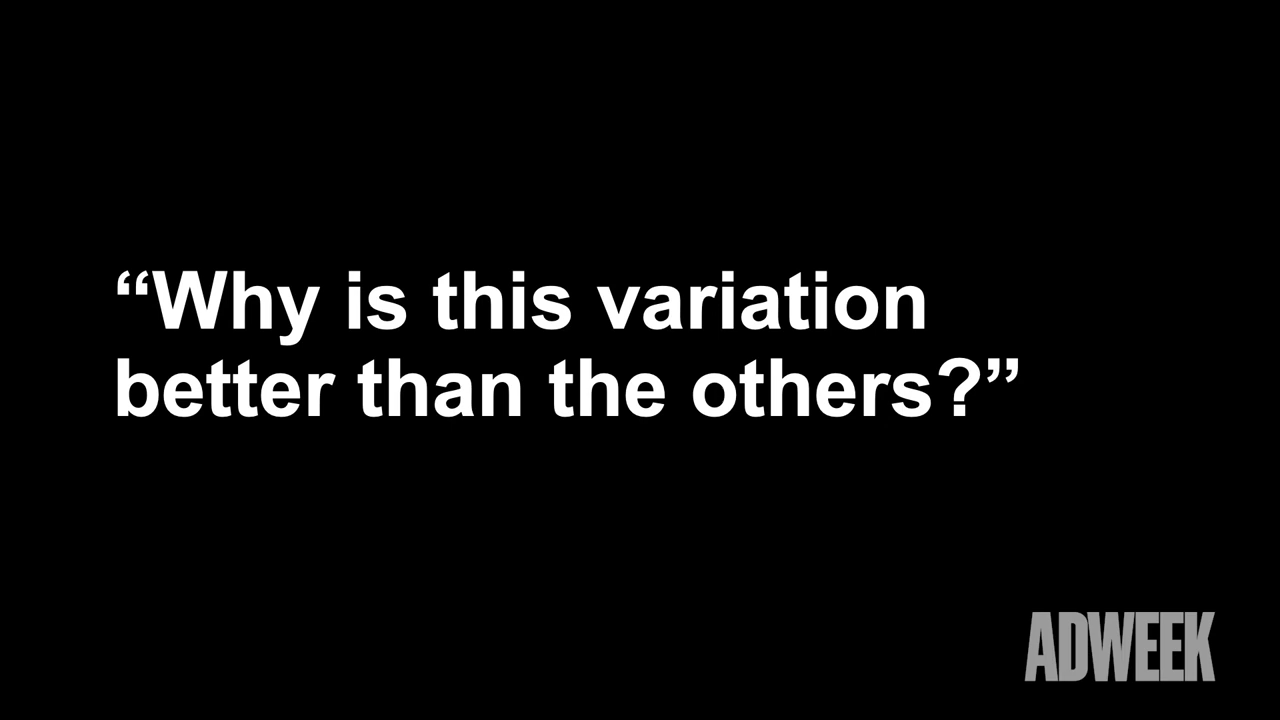 “Why is this variation
better than the others?”
ADWEEK